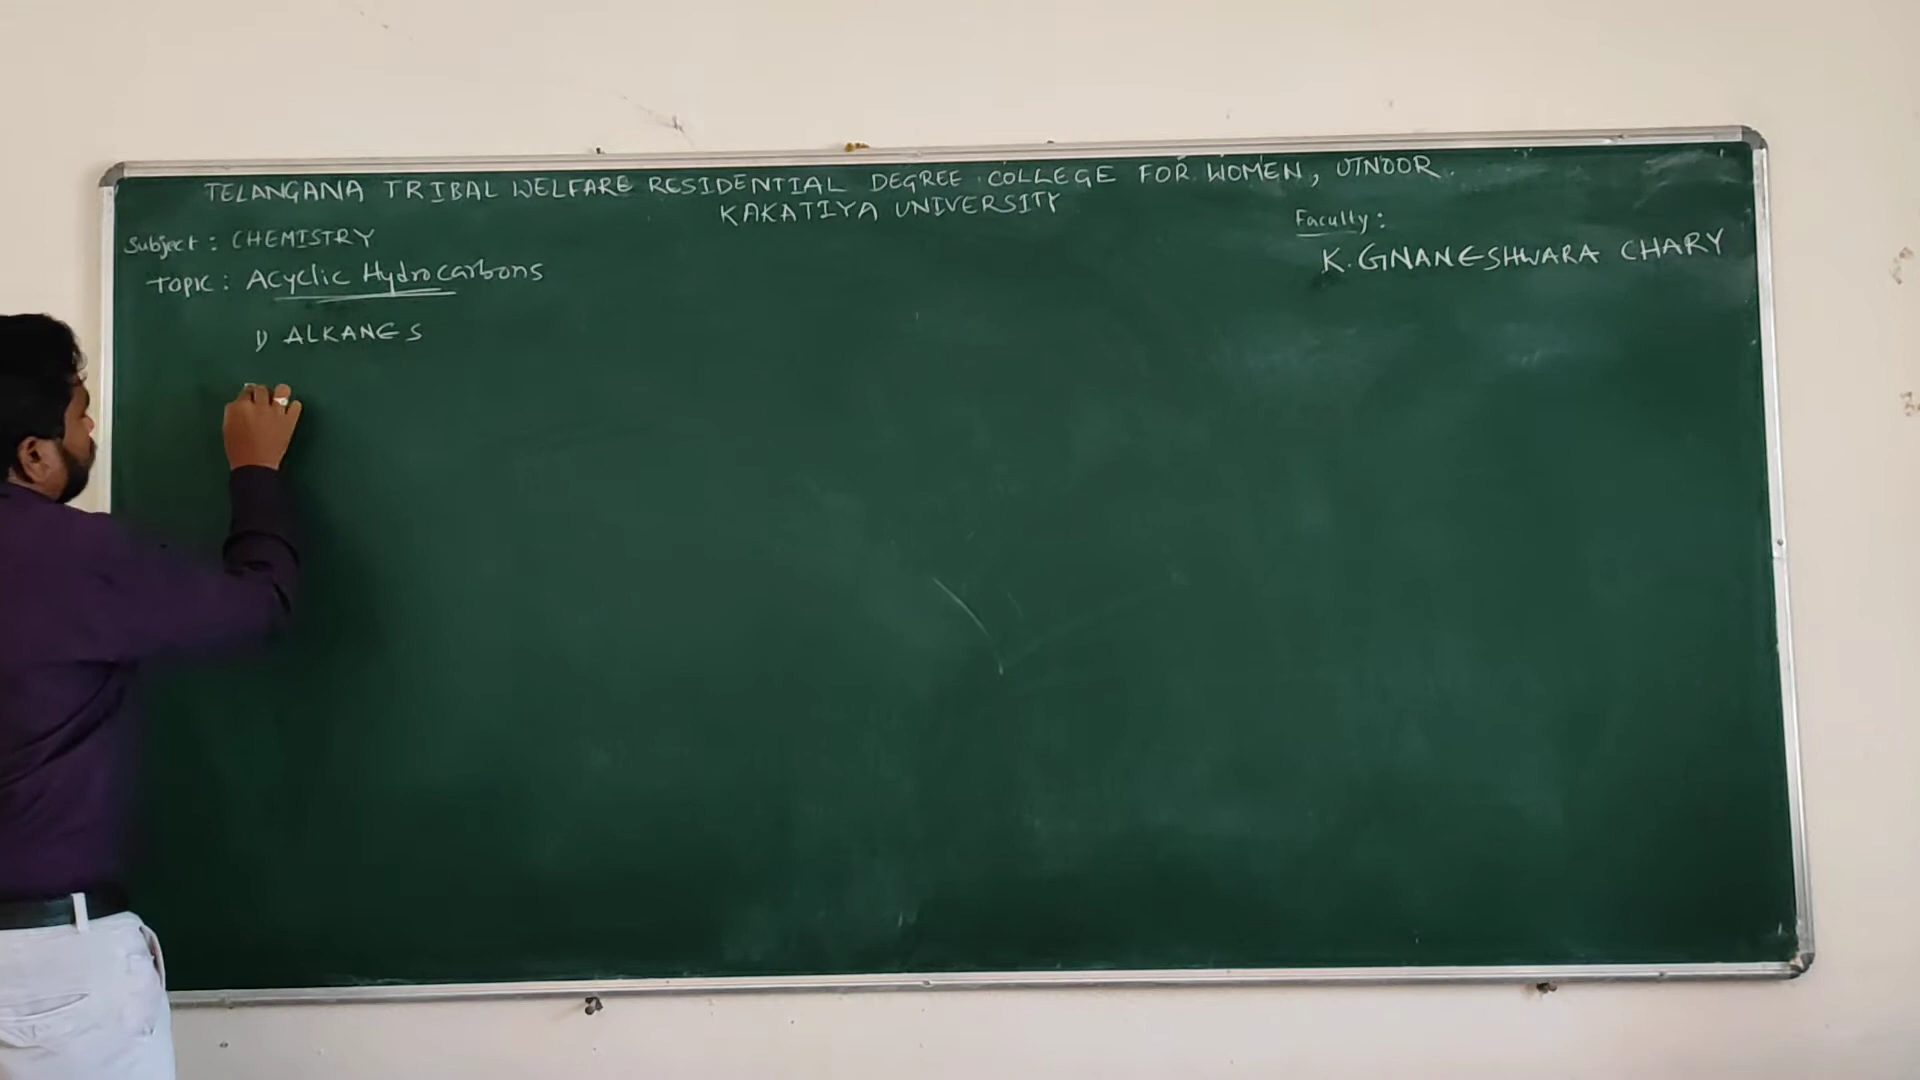 TELANGANA TRIBAL WELFARE RESIDENTIAL DEGREE COLLEGE FOR WOMEN, UTNOOR.
KAKATIYA UNIVERSITY
Subject: CHEMISTRY
Faculty:
K. GNANESHWARA CHARY
Topic: Acyclic Hydrocarbons
1) ALKANES